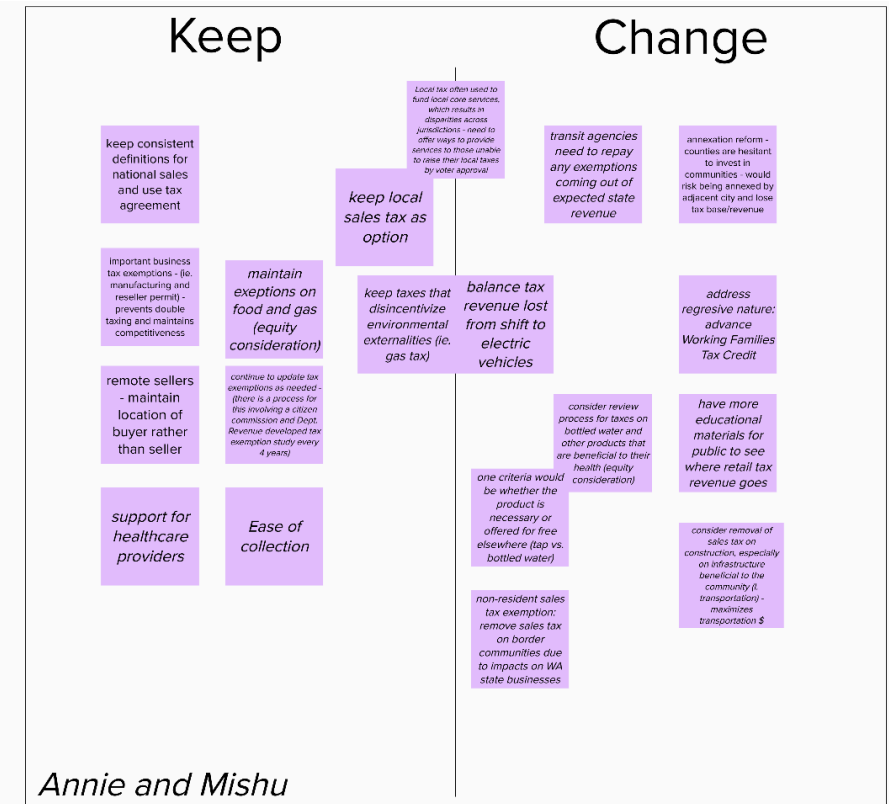 Keep
Change
Local tax often used to
fund local core services,
which results in
disparities across
jurisdictions - need to
offer ways to provide
services to those unable
to raise their local taxes
by voter approval
keep consistent
definitions for
national sales
and use tax
agreement
keep local
sales tax as
option
transit agencies
need to repay
any exemptions
coming out of
expected state
revenue
annexation reform -
counties are hesitant
to invest in
communities - would
risk being annexed by
adjacent city and lose
tax base/revenue
important business
tax exemptions - (ie.
manufacturing and
reseller permit) -
prevents double
taxing and maintains
competitiveness
maintain
exeptions on
food and gas
(equity
consideration)
keep taxes that
disincentivize
environmental
externalities (ie.
gas tax)
balance tax
revenue lost
from shift to
electric
vehicles
address
regresive nature:
advance
Working Families
Tax Credit
remote sellers
- maintain
location of
buyer rather
than seller
continue to update tax
exemptions as needed -
(there is a process for
this involving a citizen
commission and Dept.
Revenue developed tax
exemption study every
4 years)
consider review
process for taxes on
bottled water and
other products that
are beneficial to their
health (equity
consideration)
have more
educational
materials for
public to see
where retail tax
revenue goes
one criteria would
be whether the
product is
necessary or
offered for free
elsewhere (tap vs.
bottled water)
support for
healthcare
providers
Ease of
collection
consider removal of
sales tax on
construction, especially
on infrastructure
beneficial to the
community (i.
transportation) -
maximizes
transportation $
non-resident sales
tax exemption:
remove sales tax
on border
communities due
to impacts on WA
state businesses
Annie and Mishu